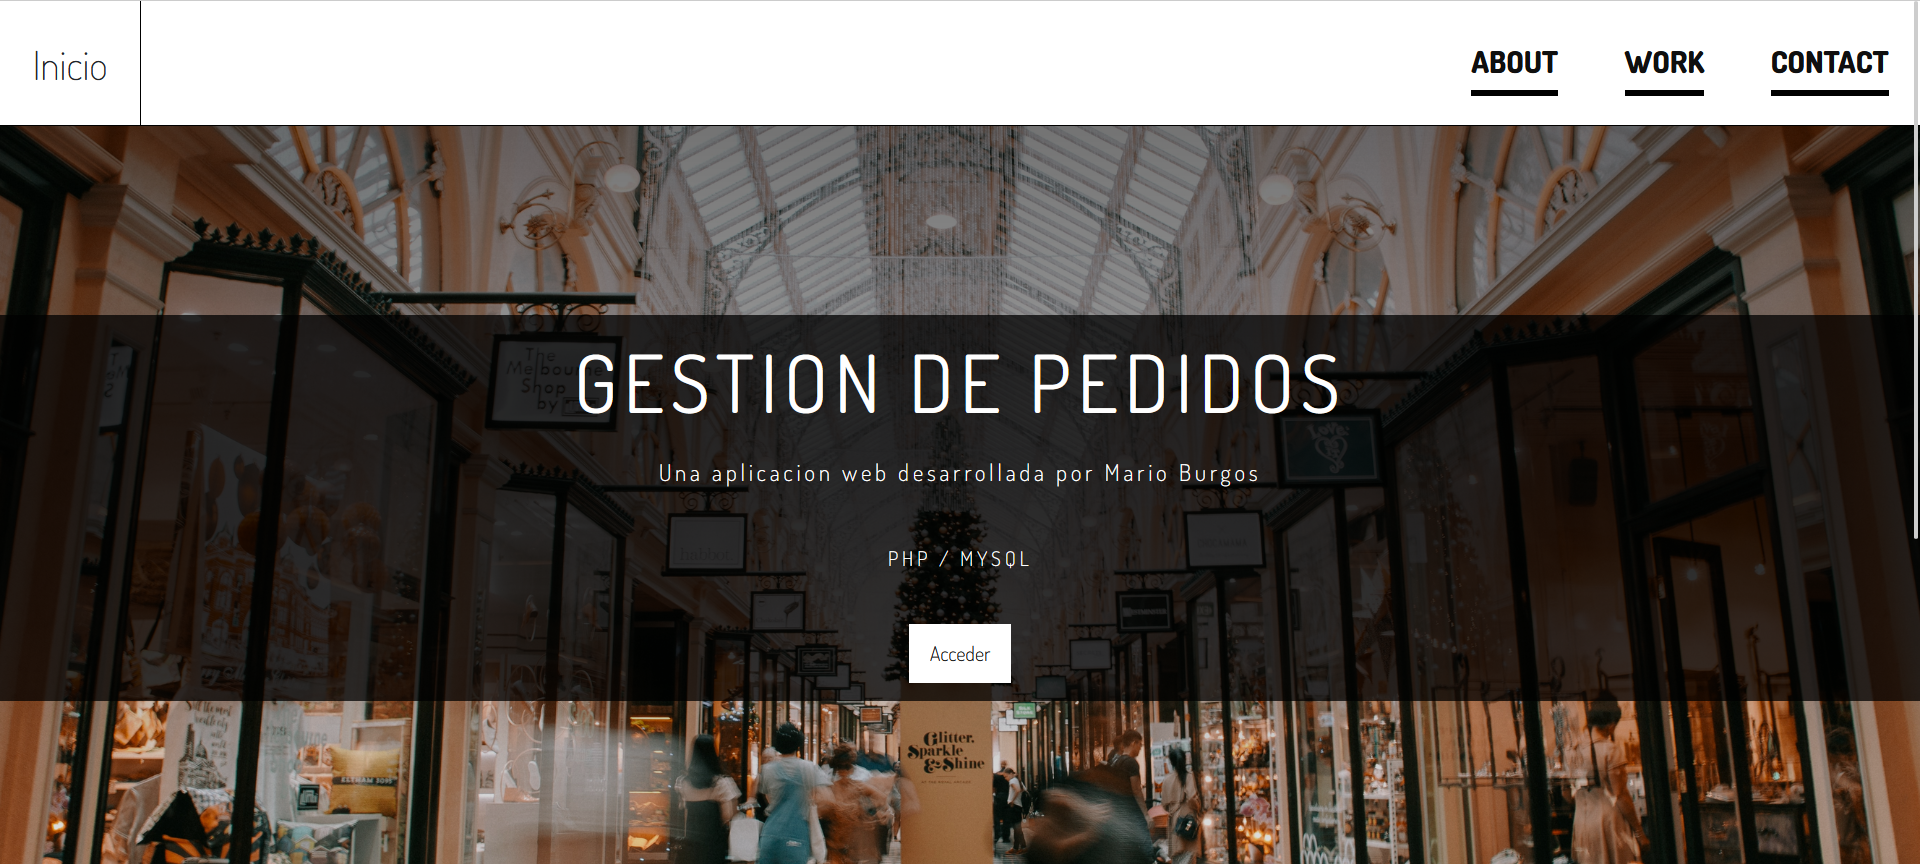 Inicio
ABOUT WORK CONTACT
GESTION DE PEDIDOS
The
Melbourne
Shop
by
Una aplicacion web desarrollada por Mario Burgos
PHP / MYSQL
Acceder
Glitter,
Sparkle
& Shine